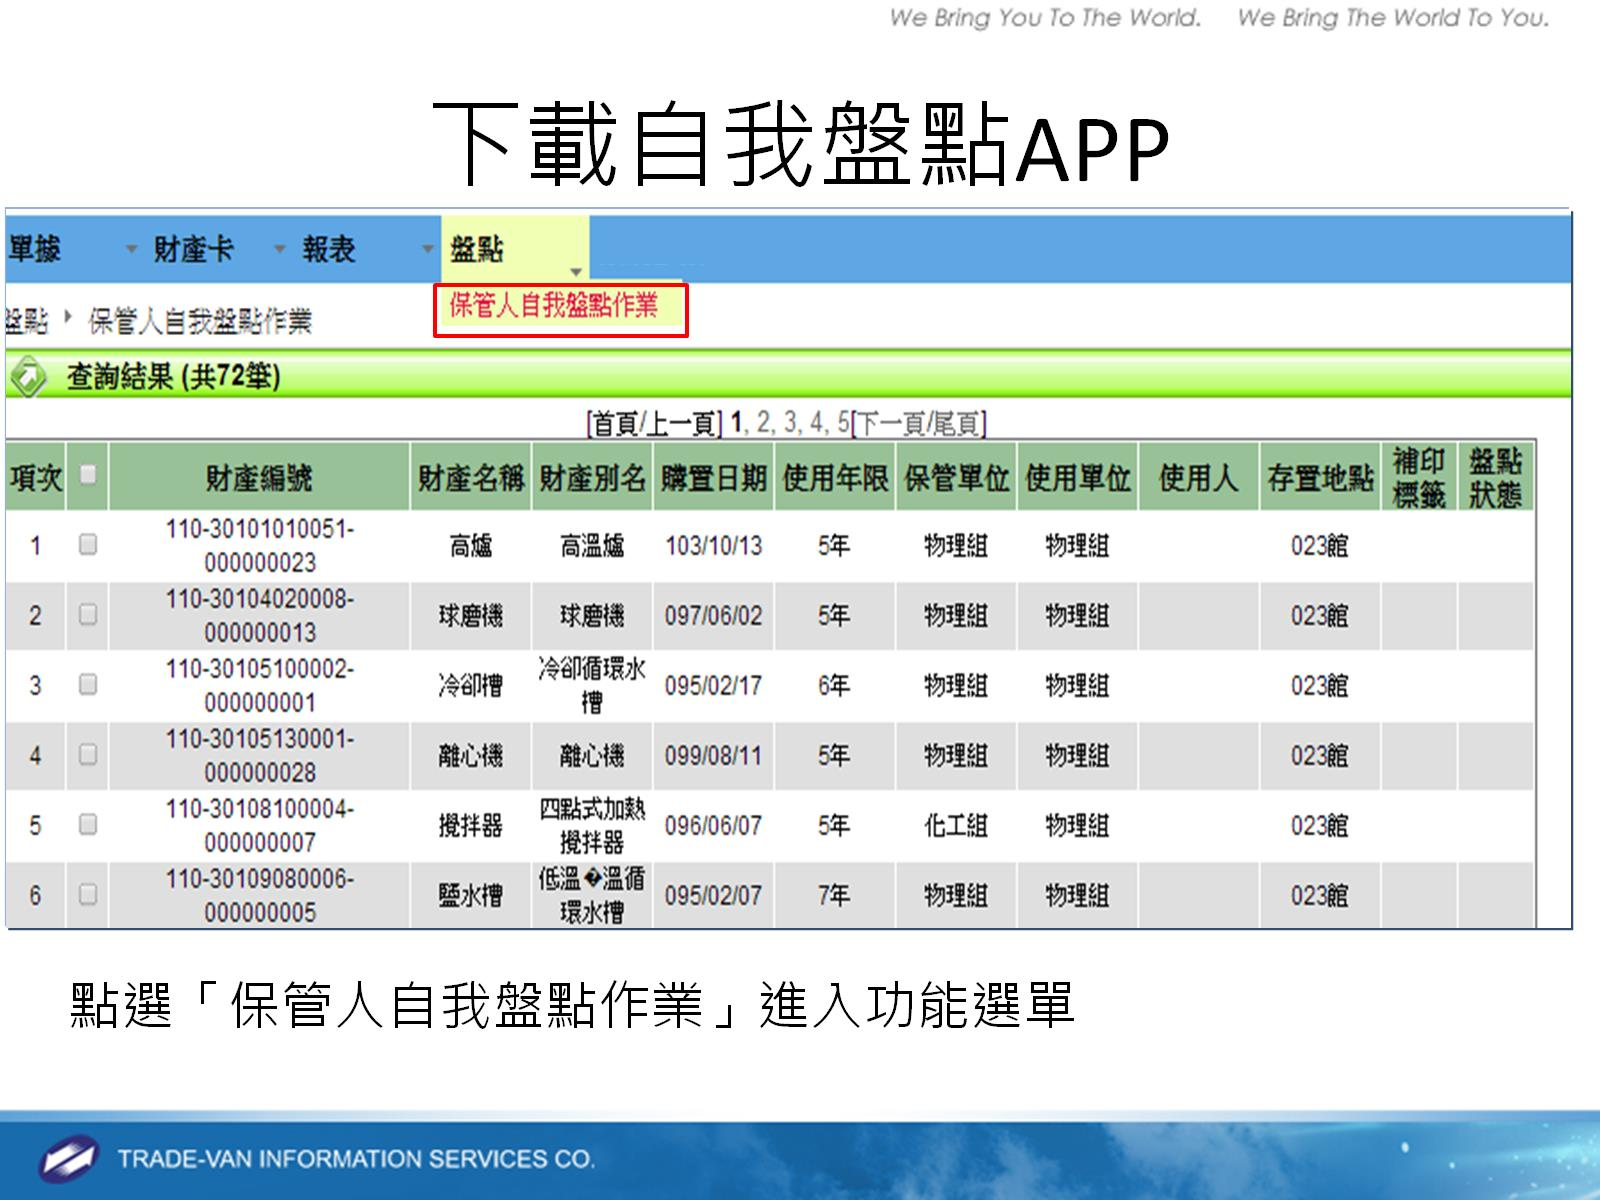 We Bring You To The World. We Bring The World To You.
下載自我盤點APP
單據 財產卡 報表 盤點
保管人自我盤點作業
盤點 保管人自我盤點作業
查詢結果 (共72筆)
[首頁/上一頁] 1, 2, 3, 4, 5[下一頁/尾頁]
項次 財產編號 財產名稱 財產別名 購置日期 使用年限 保管單位 使用單位 使用人 存置地點 補印標籤 盤點狀態
1 110-30101010051-000000023 高爐 高溫爐 103/10/13 5年 物理組 物理組 023館
2 110-30104020008-000000013 球磨機 球磨機 097/06/02 5年 物理組 物理組 023館
3 110-30105100002-000000001 冷卻槽 冷卻循環水槽 095/02/17 6年 物理組 物理組 023館
4 110-30105130001-000000028 離心機 離心機 099/08/11 5年 物理組 物理組 023館
5 110-30108100004-000000007 攪拌器 四點式加熱攪拌器 096/06/07 5年 化工組 物理組 023館
6 110-30109080006-000000005 鹽水槽 低溫�溫循環水槽 095/02/07 7年 物理組 物理組 023館
點選「保管人自我盤點作業」進入功能選單
TRADE-VAN INFORMATION SERVICES CO.